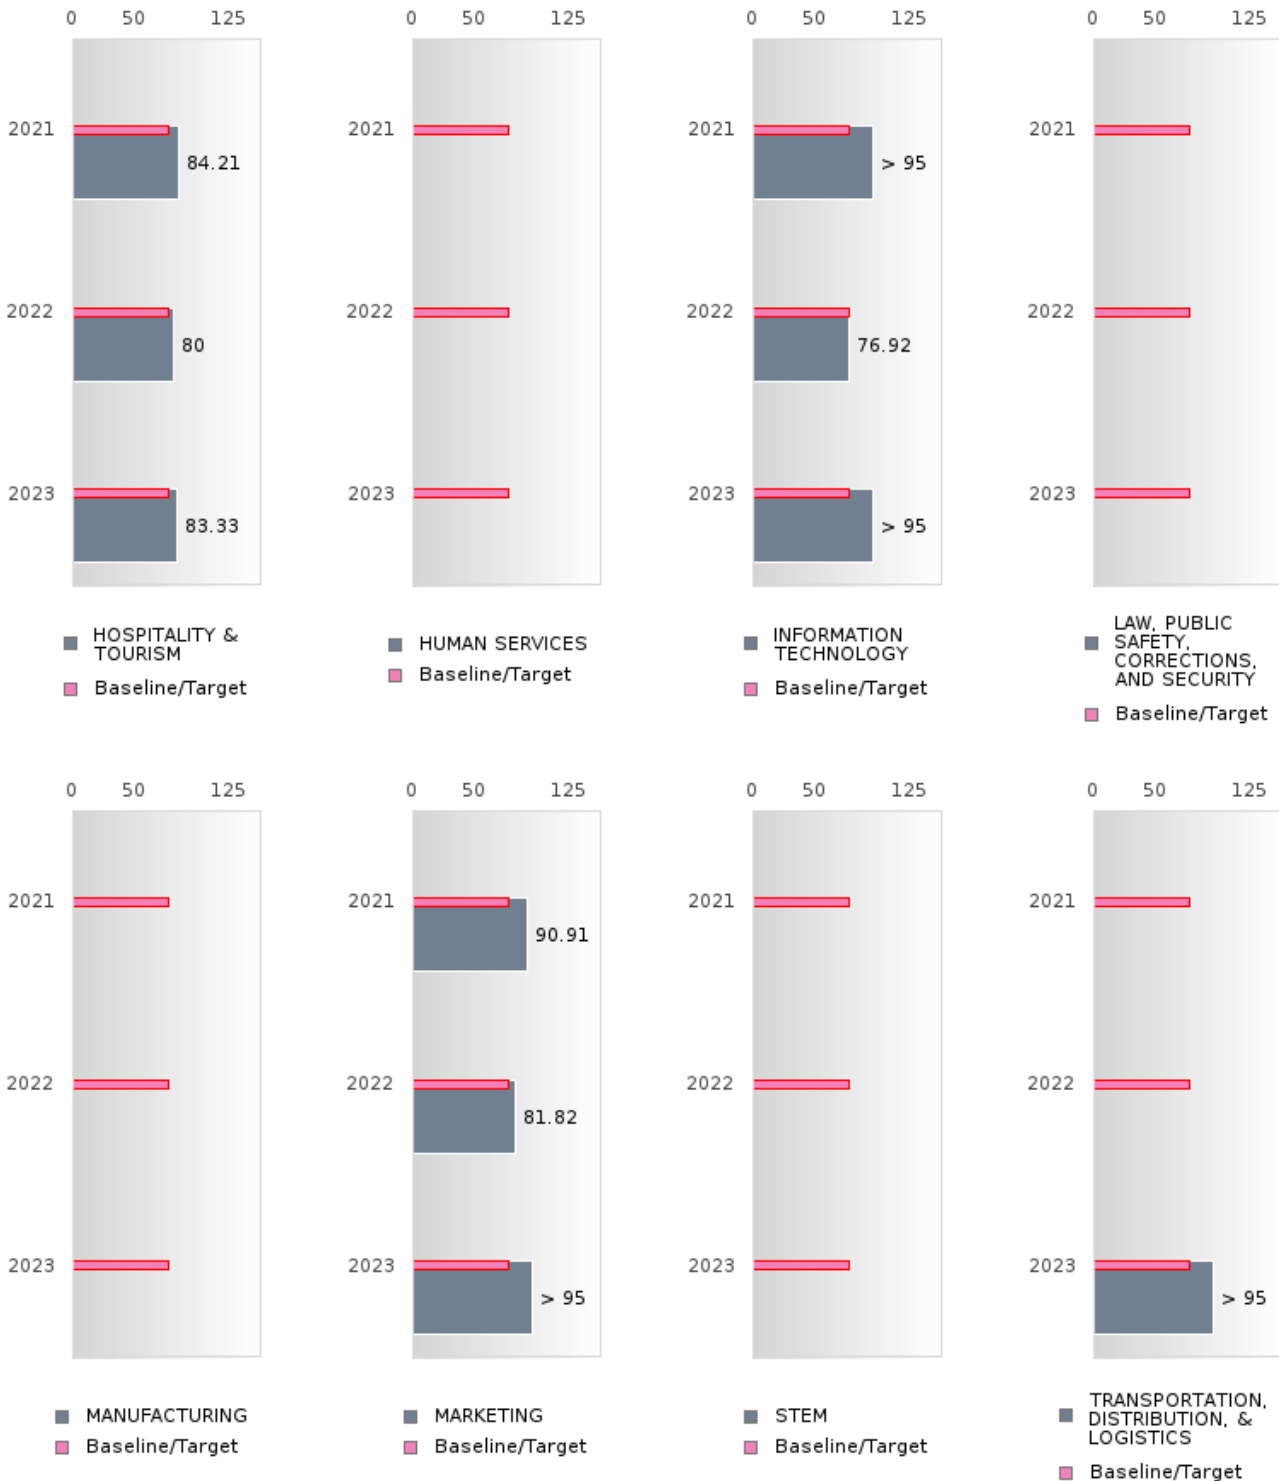 0 50 125
2021
84.21
2022
80
2023
83.33
HOSPITALITY &
TOURISM
Baseline/Target
0 50 125
2021
2022
2023
HUMAN SERVICES
Baseline/Target
0 50 125
2021
> 95
2022
76.92
2023
> 95
INFORMATION
TECHNOLOGY
Baseline/Target
0 50 125
2021
2022
2023
LAW, PUBLIC
SAFETY,
CORRECTIONS,
AND SECURITY
Baseline/Target
0 50 125
2021
2022
2023
MANUFACTURING
Baseline/Target
0 50 125
2021
90.91
2022
81.82
2023
> 95
MARKETING
Baseline/Target
0 50 125
2021
2022
2023
STEM
Baseline/Target
0 50 125
2021
2022
2023
> 95
TRANSPORTATION,
DISTRIBUTION, &
LOGISTICS
Baseline/Target